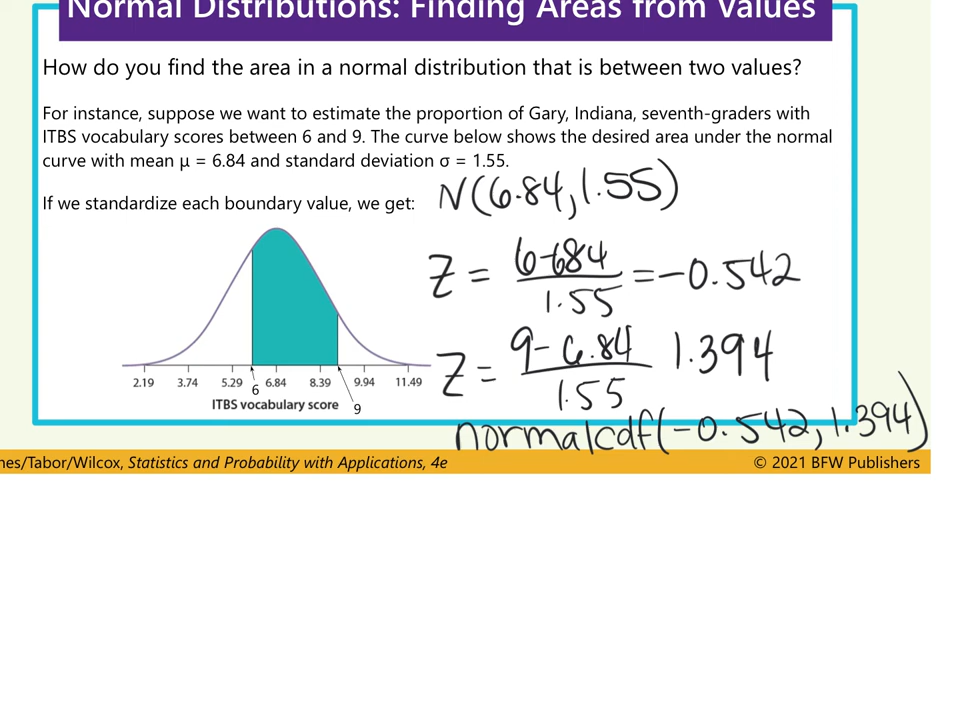 Normal Distributions: Finding Areas from Values
How do you find the area in a normal distribution that is between two values?
For instance, suppose we want to estimate the proportion of Gary, Indiana, seventh-graders with
ITBS vocabulary scores between 6 and 9. The curve below shows the desired area under the normal
curve with mean μ = 6.84 and standard deviation σ = 1.55.
N(6.84, 1.55)
If we standardize each boundary value, we get:
Z = 6-6.84 / 1.55 = -0.542
Z = 9-6.84 / 1.55 1.394
2.19 3.74 5.29 6.84 8.39 9.94 11.49
6
9
ITBS vocabulary score
normalcdf(-0.542, 1.394)
nes/Tabor/Wilcox, Statistics and Probability with Applications, 4e
© 2021 BFW Publishers